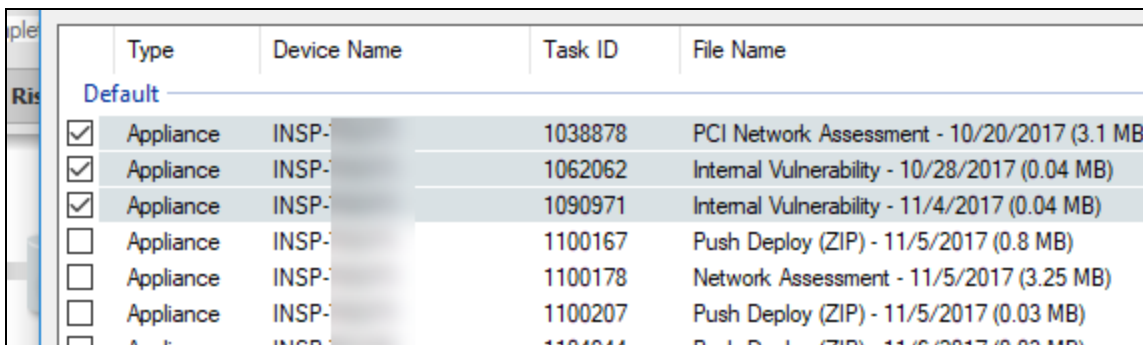 Type Device Name Task ID File Name
Ris Default
Appliance INSP- 1038878 PCI Network Assessment - 10/20/2017 (3.1 MB
Appliance INSP- 1062062 Internal Vulnerability - 10/28/2017 (0.04 MB)
Appliance INSP- 1090971 Internal Vulnerability - 11/4/2017 (0.04 MB)
Appliance INSP- 1100167 Push Deploy (ZIP) - 11/5/2017 (0.8 MB)
Appliance INSP- 1100178 Network Assessment - 11/5/2017 (3.25 MB)
Appliance INSP- 1100207 Push Deploy (ZIP) - 11/5/2017 (0.03 MB)